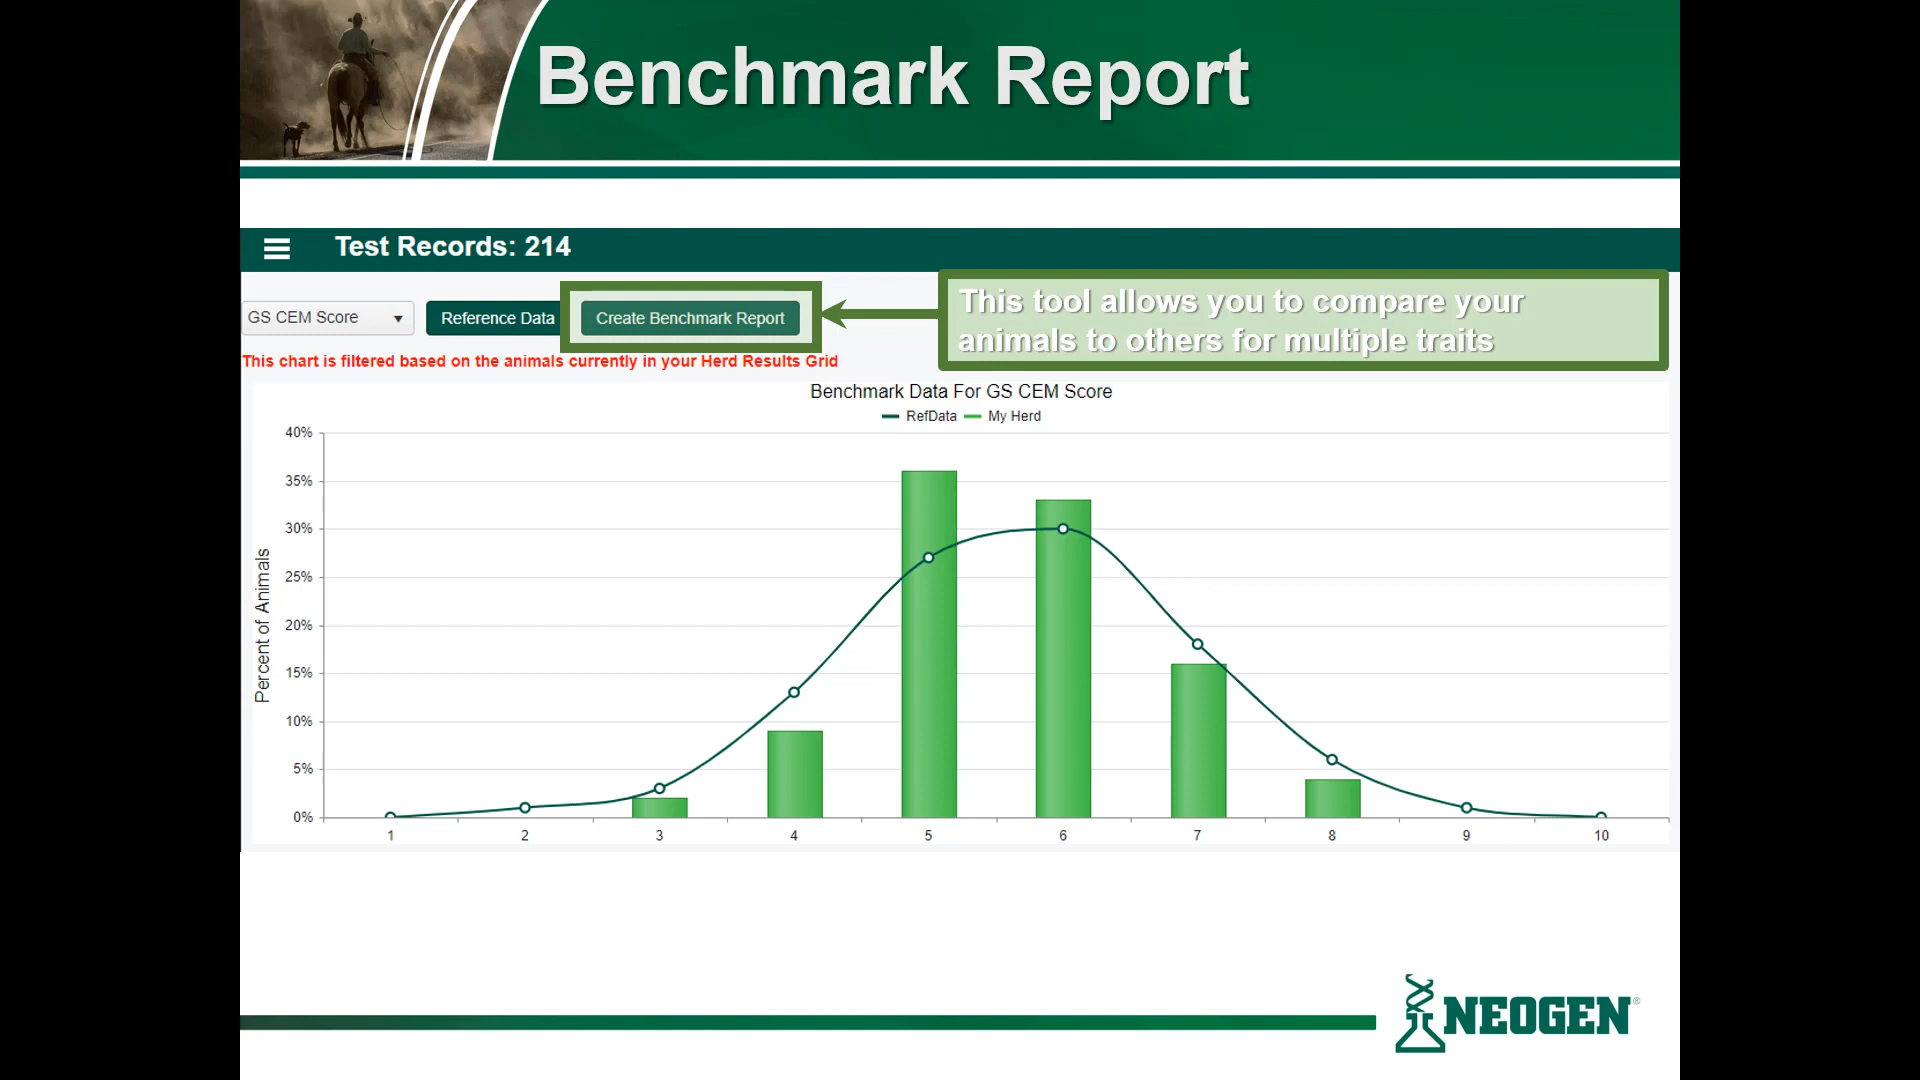 Benchmark Report
Test Records: 214
GS CEM Score
Reference Data
Create Benchmark Report
This tool allows you to compare your
animals to others for multiple traits
This chart is filtered based on the animals currently in your Herd Results Grid
Benchmark Data For GS CEM Score
RefData My Herd
Percent of Animals
40%
35%
30%
25%
20%
15%
10%
5%
0%
1 2 3 4 5 6 7 8 9 10
NEOGEN®